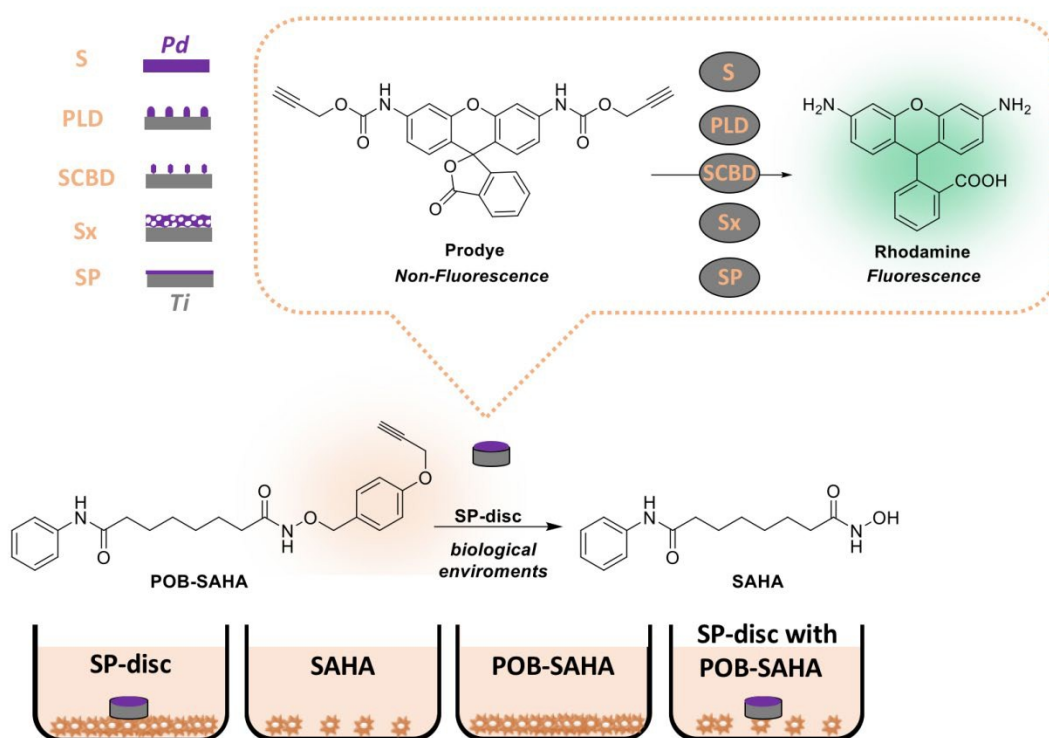 S
Pd
PLD
SCBD
Sx
SP
Ti
O
N
H
O
O
O
H
N
O
O
O
O
Prodye
Non-Fluorescence
S
PLD
SCBD
Sx
SP
H₂N
O
NH₂
COOH
Rhodamine
Fluorescence
H
N
O
O
N
H
O
O
POB-SAHA
SP-disc
biological
enviroments
H
N
O
O
N
H
OH
SAHA
SP-disc
SAHA
POB-SAHA
SP-disc with
POB-SAHA